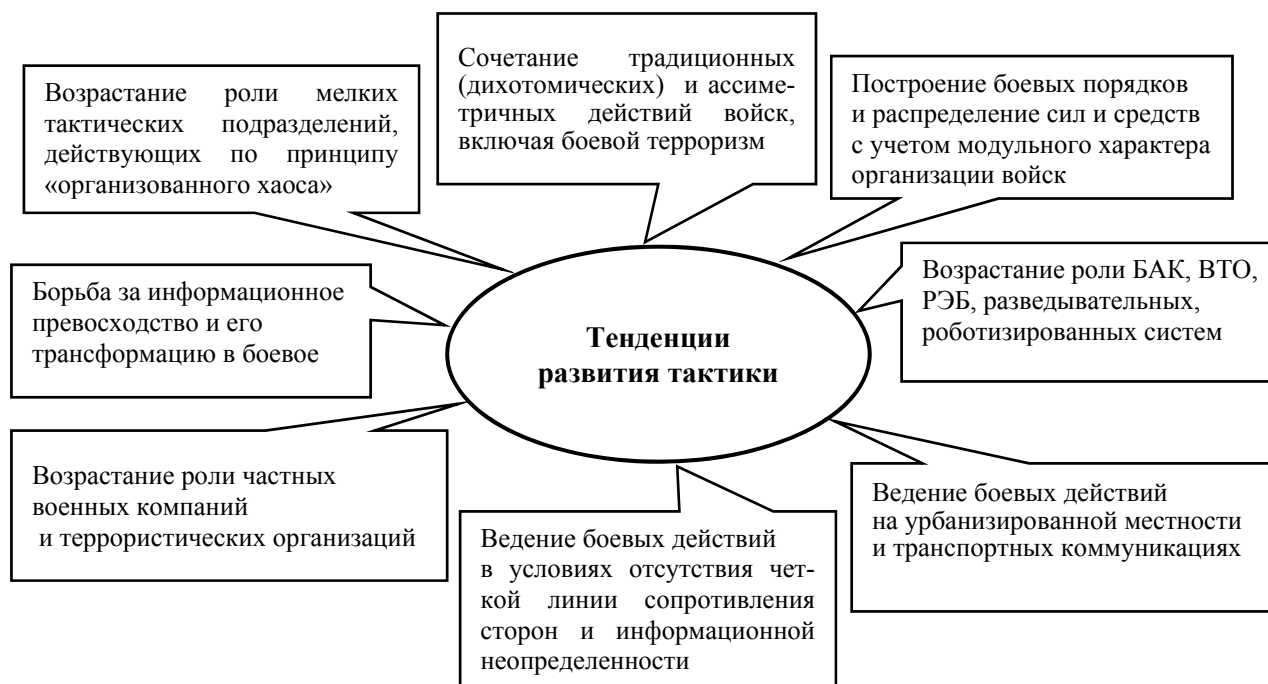 Сочетание традиционных
(дихотомических) и ассиме-
тричных действий войск,
включая боевой терроризм
Возрастание роли мелких
тактических подразделений,
действующих по принципу
«организованного хаоса»
Построение боевых порядков
и распределение сил и средств
с учетом модульного характера
организации войск
Борьба за информационное
превосходство и его
трансформацию в боевое
Тенденции
развития тактики
Возрастание роли БАК, ВТО,
РЭБ, разведывательных,
роботизированных систем
Возрастание роли частных
военных компаний
и террористических организаций
Ведение боевых действий
в условиях отсутствия чет-
кой линии сопротивления
сторон и информационной
неопределенности
Ведение боевых действий
на урбанизированной местности
и транспортных коммуникациях